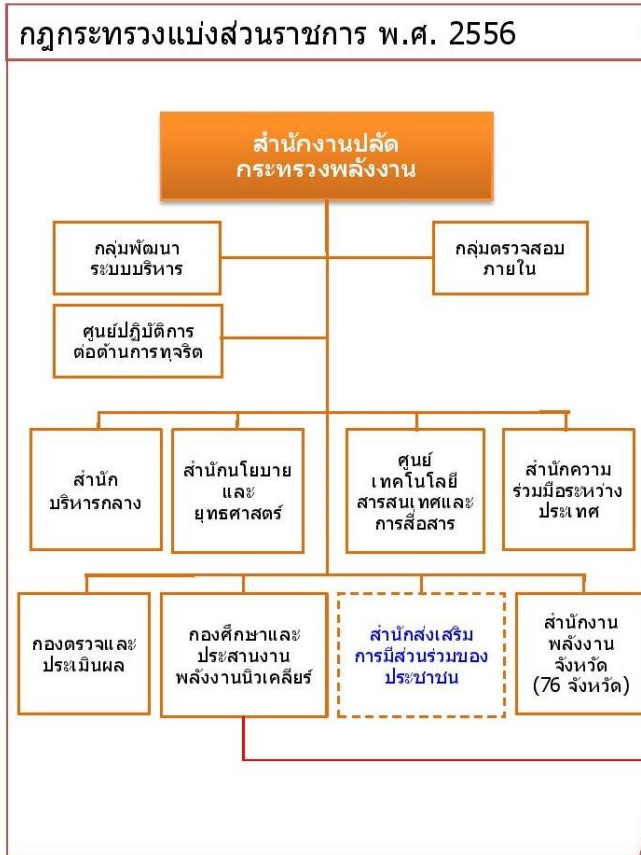 กฎกระทรวงแบ่งส่วนราชการ พ.ศ. 2556
สำนักงานปลัด
กระทรวงพลังงาน
กลุ่มพัฒนา
ระบบบริหาร
กลุ่มตรวจสอบ
ภายใน
ศูนย์ปฏิบัติการ
ต่อต้านการทุจริต
สำนัก
บริหารกลาง
สำนักนโยบาย
และ
ยุทธศาสตร์
ศูนย์
เทคโนโลยี
สารสนเทศและ
การสื่อสาร
สำนักความ
ร่วมมือระหว่าง
ประเทศ
กองตรวจและ
ประเมินผล
กองศึกษาและ
ประสานงาน
พลังงานนิวเคลียร์
สำนักส่งเสริม
การมีส่วนร่วมของ
ประชาชน
สำนักงาน
พลังงาน
จังหวัด
(76 จังหวัด)